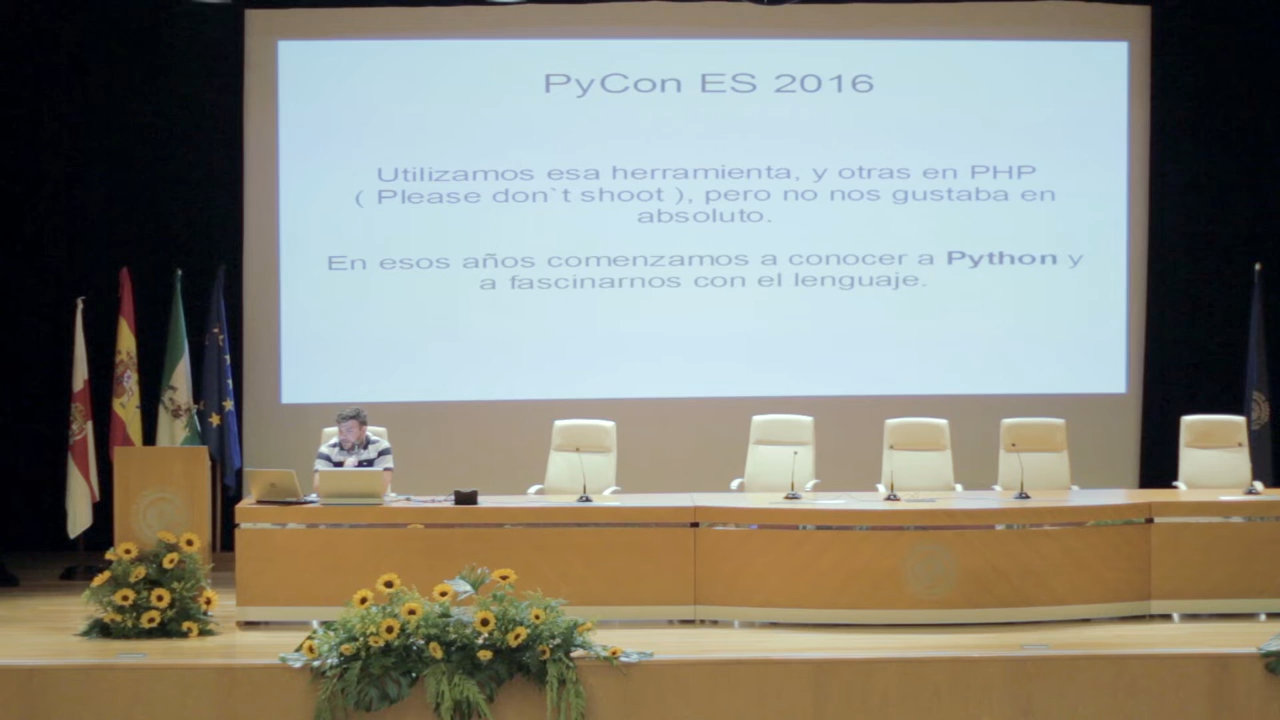 PyCon ES 2016
Utilizamos esa herramienta, y otras en PHP
( Please don`t shoot ), pero no nos gustaba en
absoluto.
En esos años comenzamos a conocer a Python y
a fascinarnos con el lenguaje.